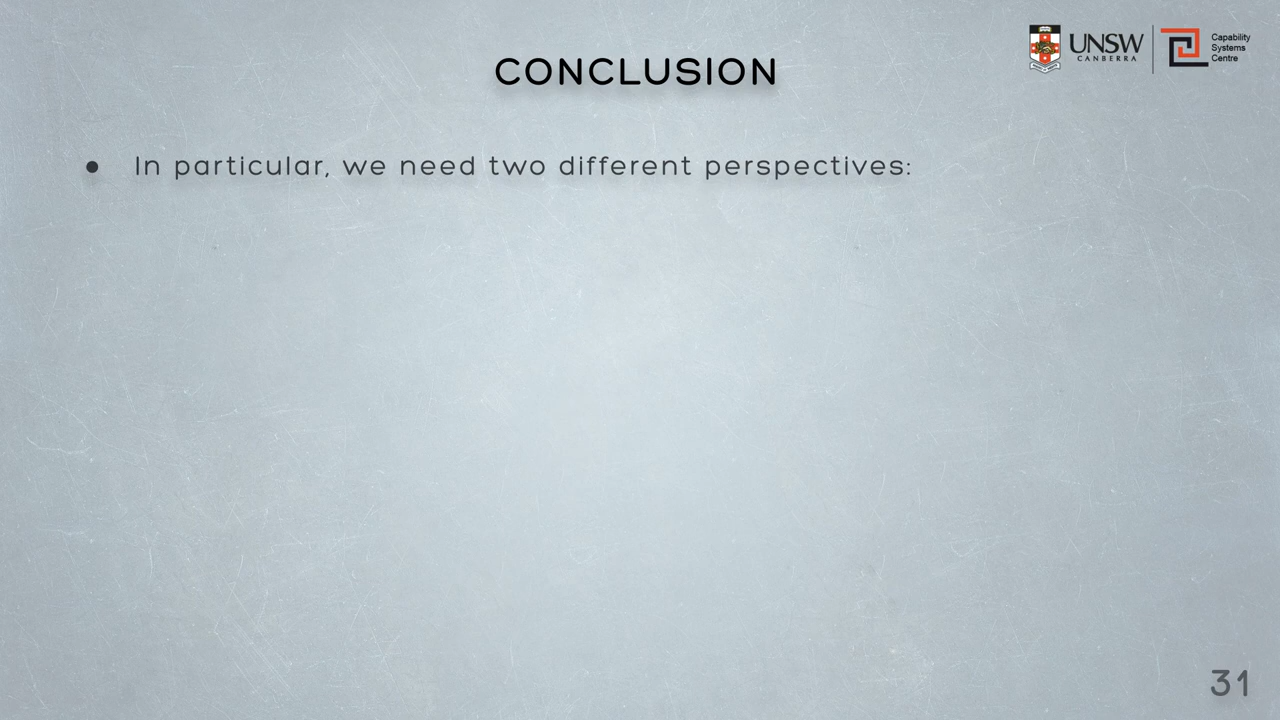 UNSW
CANBERRA
Capability
Systems
Centre
CONCLUSION
● In particular, we need two different perspectives:
31